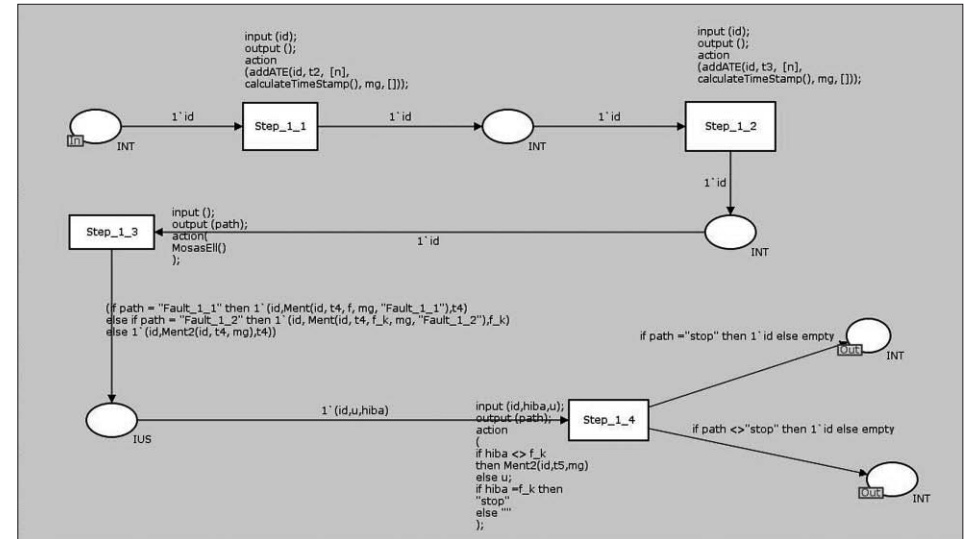 input (id);
output ();
action
(addATE(id, t2, [n],
calculateTimeStamp(), mg, []));
input (id);
output ();
action
(addATE(id, t3, [n],
calculateTimeStamp(), mg, []));
In
INT
1`id
Step_1_1
1`id
INT
1`id
Step_1_2
1`id
INT
1`id
Step_1_3
input ();
output (path);
action(
MosasEll()
);
(if path = "Fault_1_1" then 1`(id,Ment(id, t4, f, mg, "Fault_1_1"),t4)
else if path = "Fault_1_2" then 1`(id, Ment(id, t4, f_k, mg, "Fault_1_2"),f_k)
else 1`(id,Ment2(id, t4, mg),t4))
IUS
1`(id,u,hiba)
input (id,hiba,u);
output (path);
action
(
if hiba <> f_k
then Ment2(id,t5,mg)
else u;
if hiba =f_k then
"stop"
else ""
);
Step_1_4
if path ="stop" then 1`id else empty
Out
INT
if path <>"stop" then 1`id else empty
Out
INT